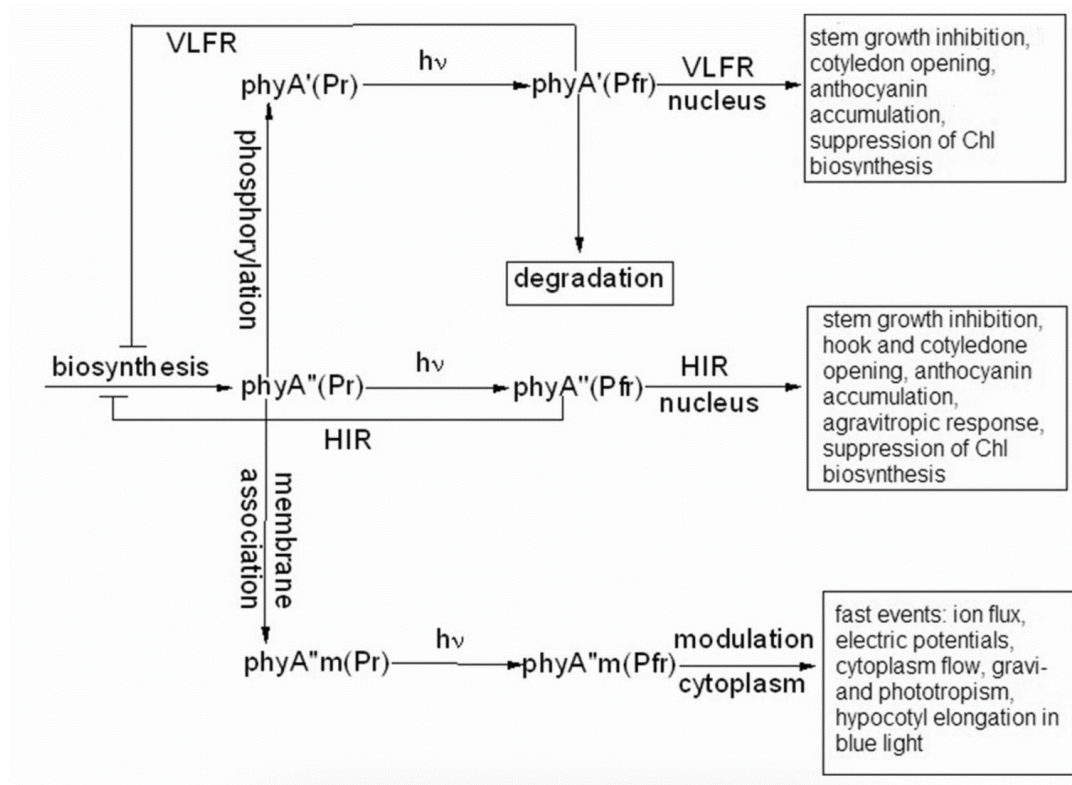 VLFR
hν
phyA'(Pr)
phyA'(Pfr)
VLFR
nucleus
stem growth inhibition,
cotyledon opening,
anthocyanin
accumulation,
suppression of Chl
biosynthesis
phosphorylation
degradation
biosynthesis
phyA"(Pr)
hν
phyA"(Pfr)
HIR
nucleus
HIR
stem growth inhibition,
hook and cotyledone
opening, anthocyanin
accumulation,
agravitropic response,
suppression of Chl
biosynthesis
membrane
association
phyA"m(Pr)
hν
phyA"m(Pfr)
modulation
cytoplasm
fast events: ion flux,
electric potentials,
cytoplasm flow, gravi-
and phototropism,
hypocotyl elongation in
blue light